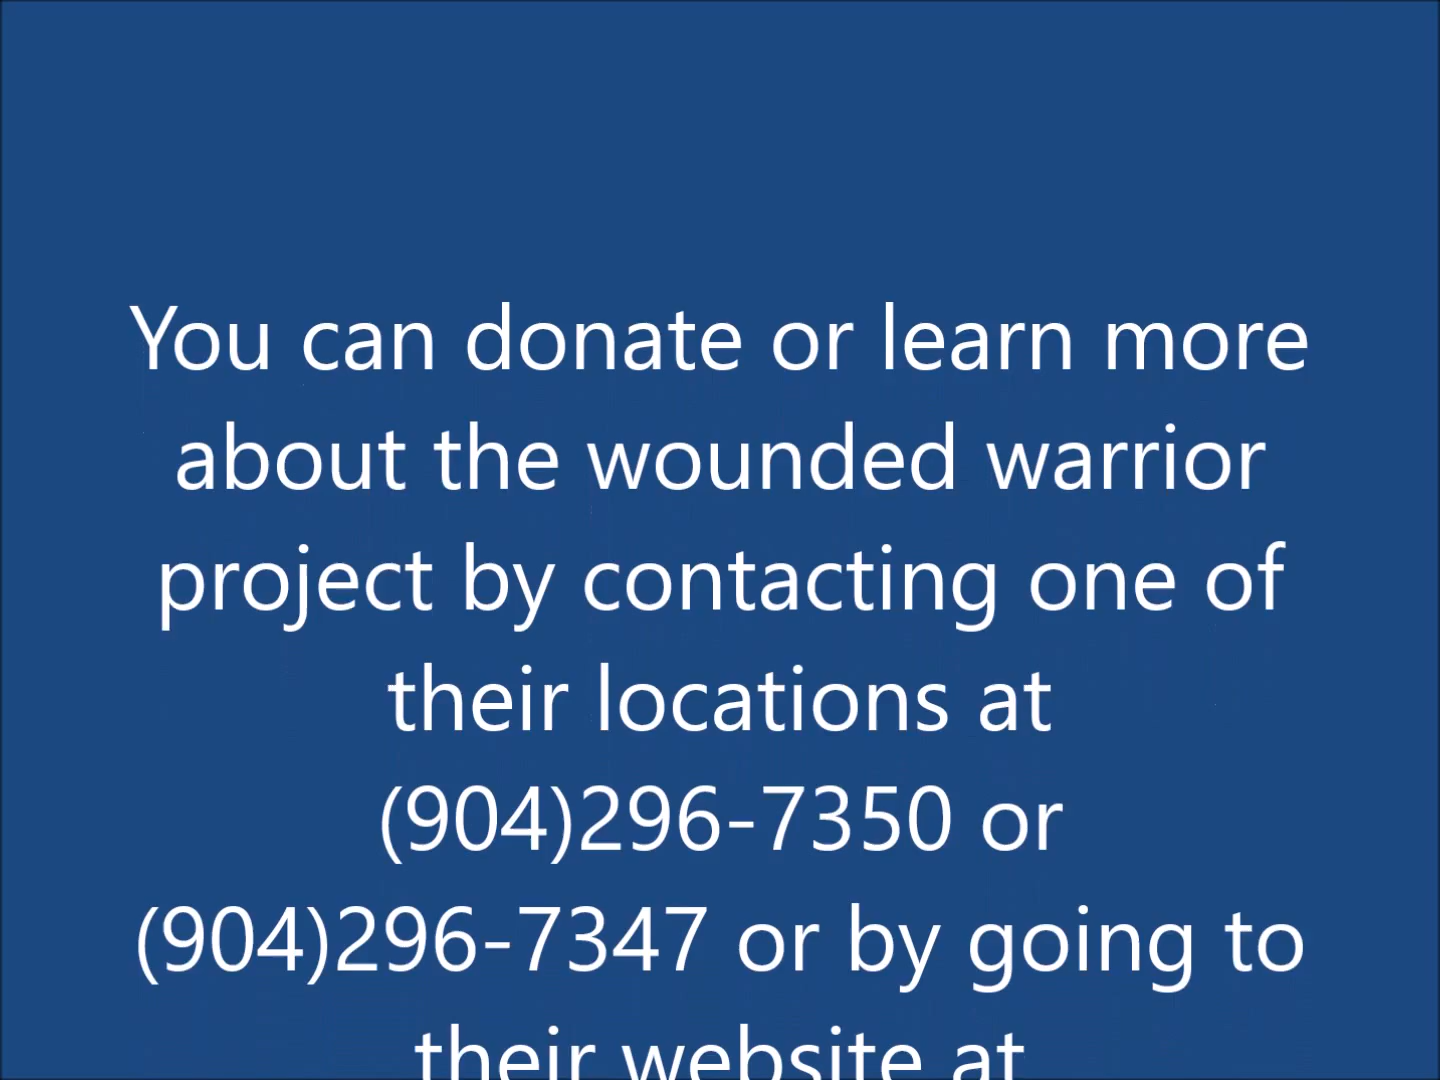 You can donate or learn more
about the wounded warrior
project by contacting one of
their locations at
(904)296-7350 or
(904)296-7347 or by going to
their website at